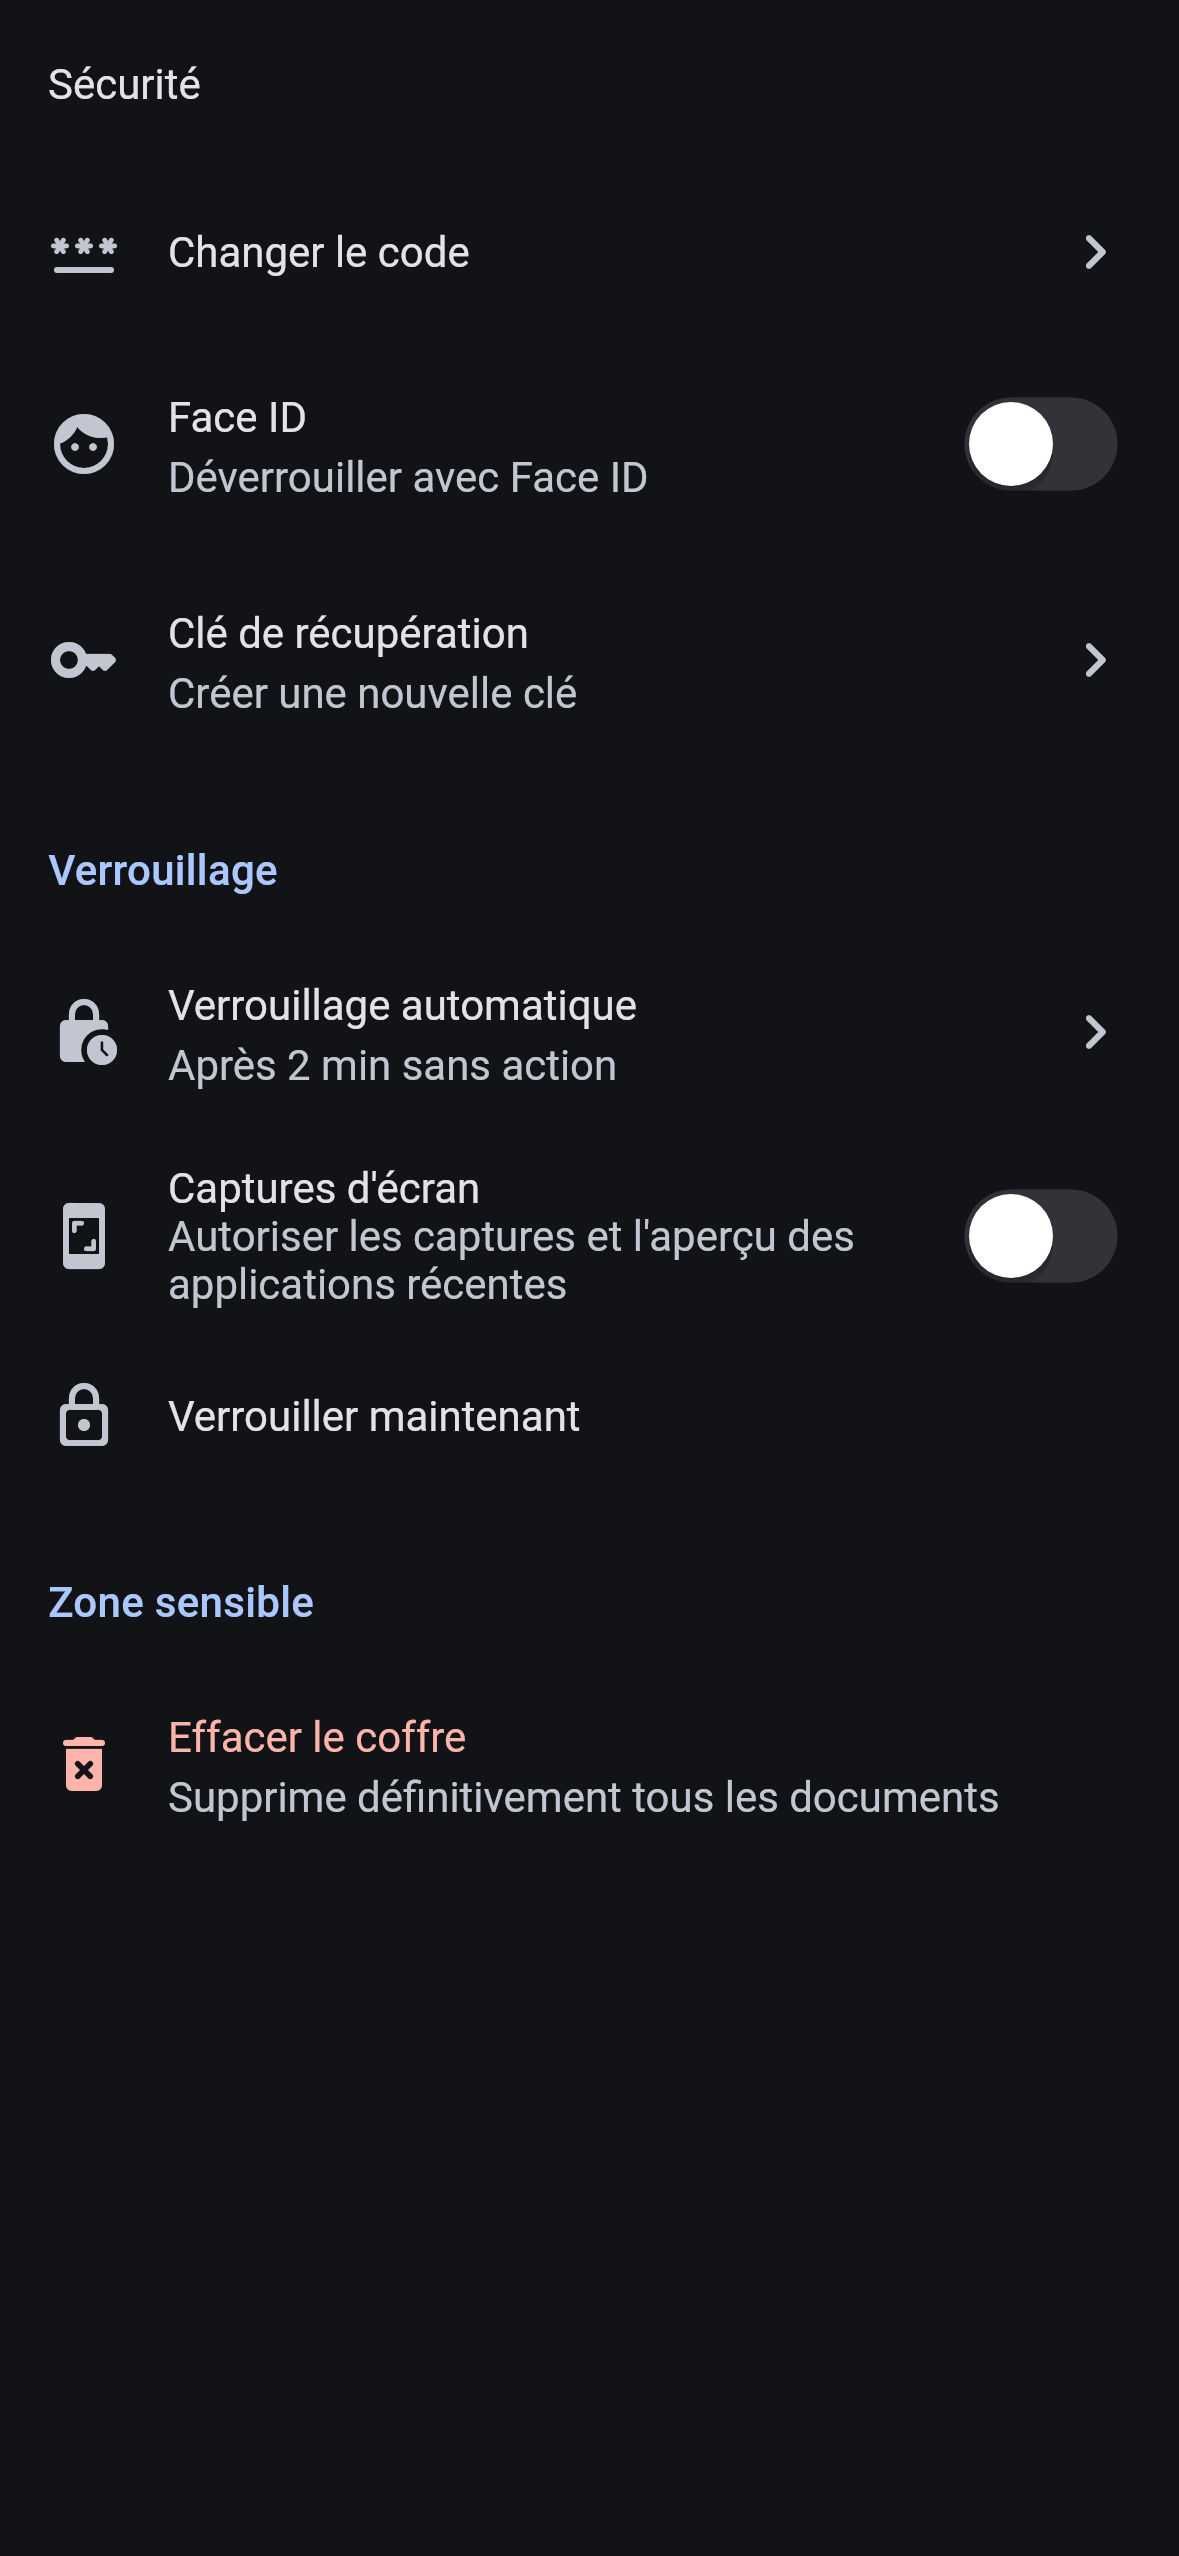 Sécurité
Changer le code
Face ID
Déverrouiller avec Face ID
Clé de récupération
Créer une nouvelle clé
Verrouillage
Verrouillage automatique
Après 2 min sans action
Captures d'écran
Autoriser les captures et l'aperçu des
applications récentes
Verrouiller maintenant
Zone sensible
Effacer le coffre
Supprime définitivement tous les documents